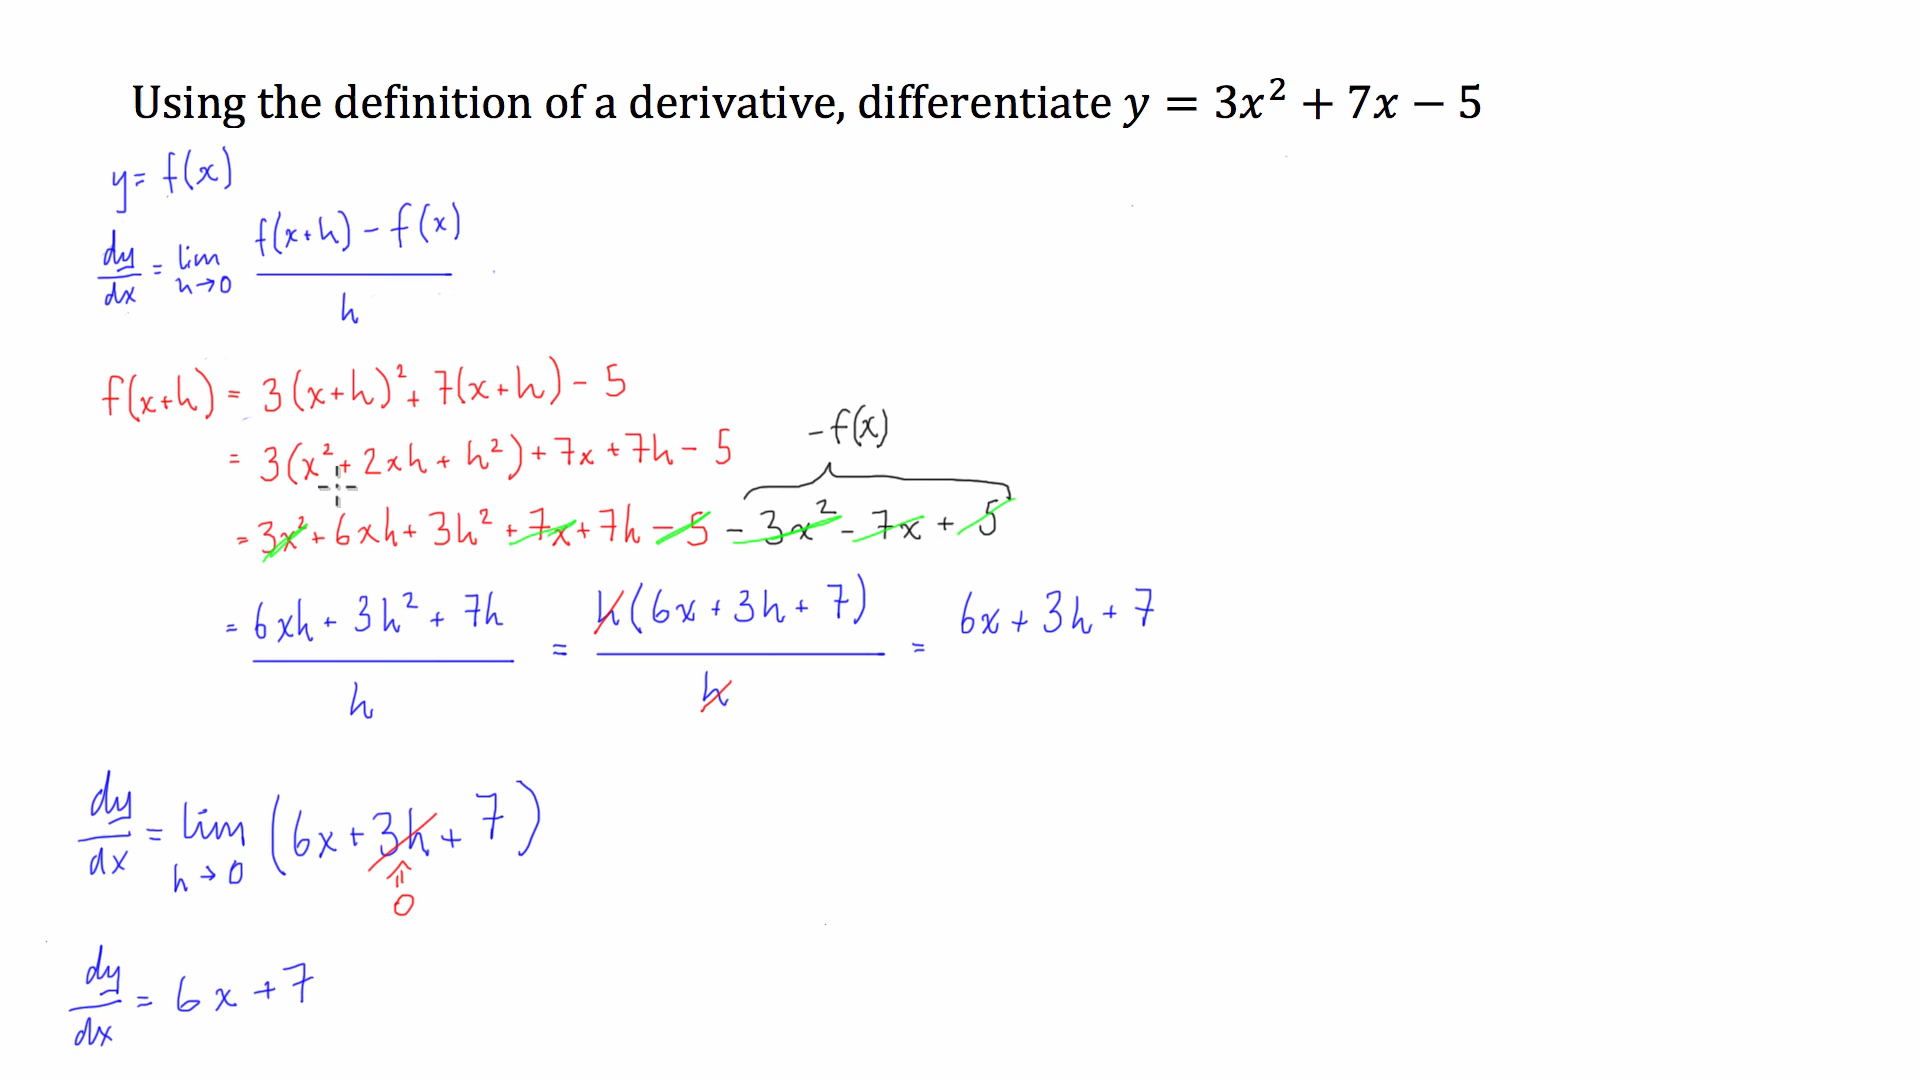 Using the definition of a derivative, differentiate y = 3x² + 7x − 5
y = f(x)
dy/dx = lim h→0 (f(x+h) - f(x))/h
f(x+h) = 3(x+h)² + 7(x+h) - 5
-f(x)
= 3(x² + 2xh + h²) + 7x + 7h - 5
= 3x² + 6xh + 3h² + 7x + 7h - 5 - 3x² - 7x + 5
= (6xh + 3h² + 7h)/h = h(6x + 3h + 7)/h = 6x + 3h + 7
dy/dx = lim h→0 (6x + 3h + 7)
⇑
0
dy/dx = 6x + 7